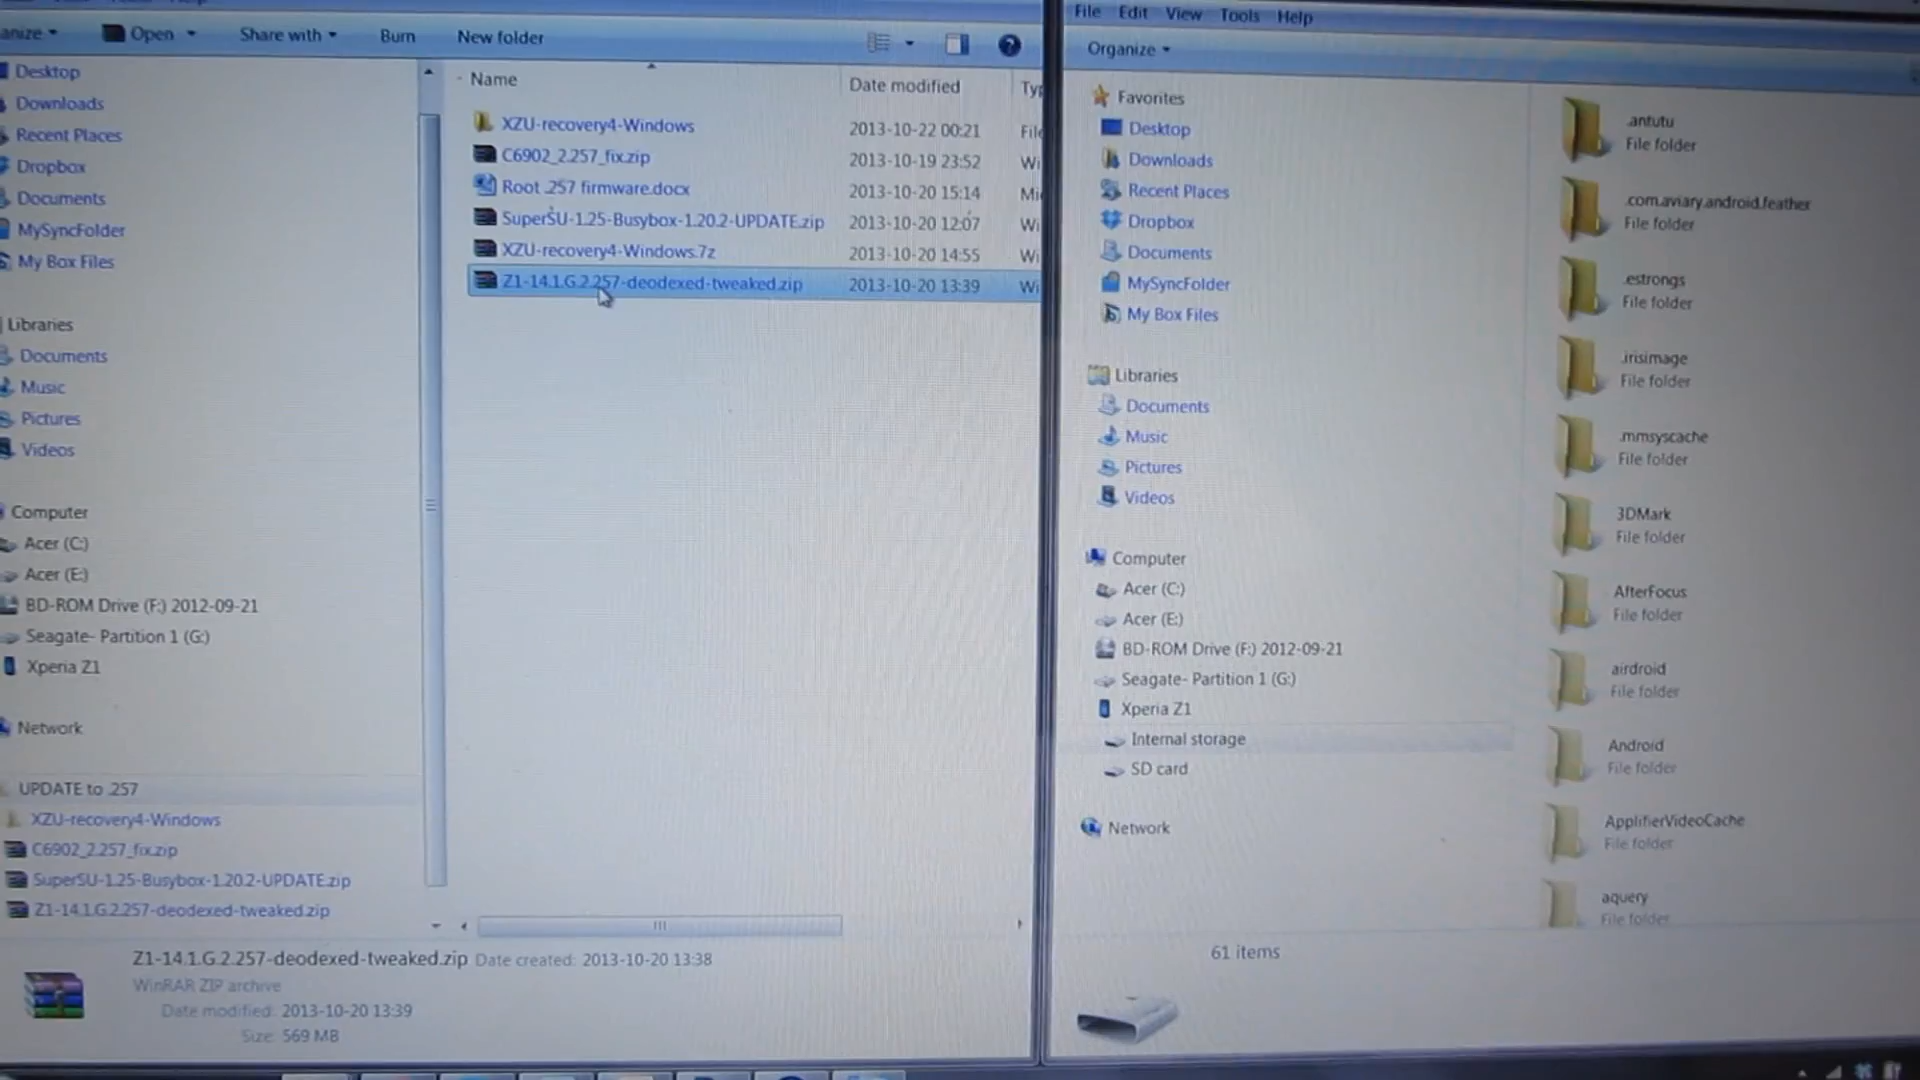 anize
Open
Share with
Burn
New folder
Desktop
Downloads
Recent Places
Dropbox
Documents
MySyncFolder
My Box Files
Libraries
Documents
Music
Pictures
Videos
Computer
Acer (C:)
Acer (E:)
BD-ROM Drive (F:) 2012-09-21
Seagate- Partition 1 (G:)
Xperia Z1
Network
UPDATE to .257
XZU-recovery4-Windows
C6902_2.257_fix.zip
SuperSU-1.25-Busybox-1.20.2-UPDATE.zip
Z1-14.1.G.2.257-deodexed-tweaked.zip
Name Date modified Typ
XZU-recovery4-Windows 2013-10-22 00:21 File
C6902_2.257_fix.zip 2013-10-19 23:52 Wi
Root .257 firmware.docx 2013-10-20 15:14 Mi
SuperSU-1.25-Busybox-1.20.2-UPDATE.zip 2013-10-20 12:07 Wi
XZU-recovery4-Windows.7z 2013-10-20 14:55 Wi
Z1-14.1.G.2.257-deodexed-tweaked.zip 2013-10-20 13:39 Wi
Z1-14.1.G.2.257-deodexed-tweaked.zip Date created: 2013-10-20 13:38
WinRAR ZIP archive
Date modified: 2013-10-20 13:39
Size: 569 MB
File Edit View Tools Help
Organize
Favorites
Desktop
Downloads
Recent Places
Dropbox
Documents
MySyncFolder
My Box Files
Libraries
Documents
Music
Pictures
Videos
Computer
Acer (C:)
Acer (E:)
BD-ROM Drive (F:) 2012-09-21
Seagate- Partition 1 (G:)
Xperia Z1
Internal storage
SD card
Network
.antutu
File folder
.com.aviary.android.feather
File folder
.estrongs
File folder
.irisimage
File folder
.mmsyscache
File folder
3DMark
File folder
AfterFocus
File folder
airdroid
File folder
Android
File folder
ApplifierVideoCache
File folder
aquery
File folder
61 items